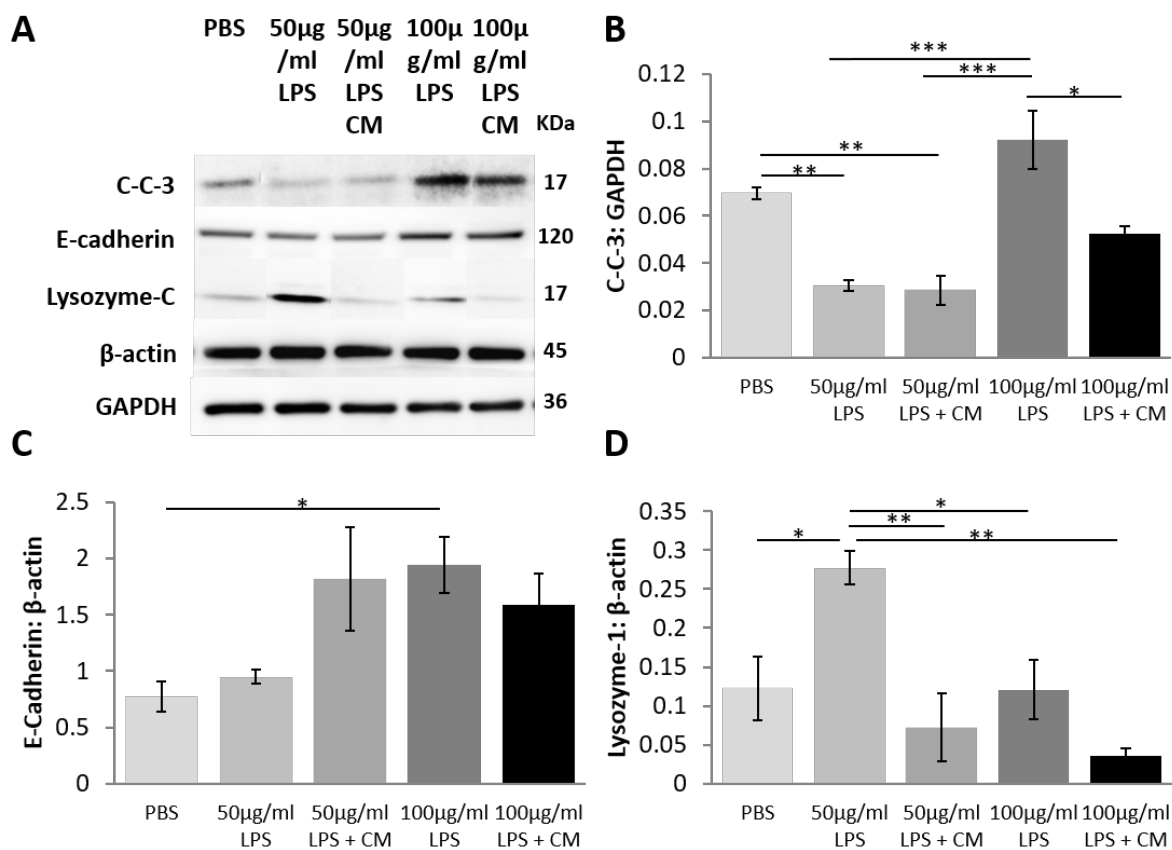 A
PBS
50µg
/ml
LPS
50µg
/ml
LPS
CM
100µ
g/ml
LPS
100µ
g/ml
LPS
CM
KDa
C-C-3
17
E-cadherin
120
Lysozyme-C
17
β-actin
45
GAPDH
36
B
C-C-3: GAPDH
0.12
0.1
0.08
0.06
0.04
0.02
0
***
***
*
**
**
PBS
50µg/ml
LPS
50µg/ml
LPS + CM
100µg/ml
LPS
100µg/ml
LPS + CM
C
E-Cadherin: β-actin
2.5
2
1.5
1
0.5
0
*
PBS
50µg/ml
LPS
50µg/ml
LPS + CM
100µg/ml
LPS
100µg/ml
LPS + CM
D
Lysozyme-1: β-actin
0.35
0.3
0.25
0.2
0.15
0.1
0.05
0
*
*
**
**
PBS
50µg/ml
LPS
50µg/ml
LPS + CM
100µg/ml
LPS
100µg/ml
LPS + CM